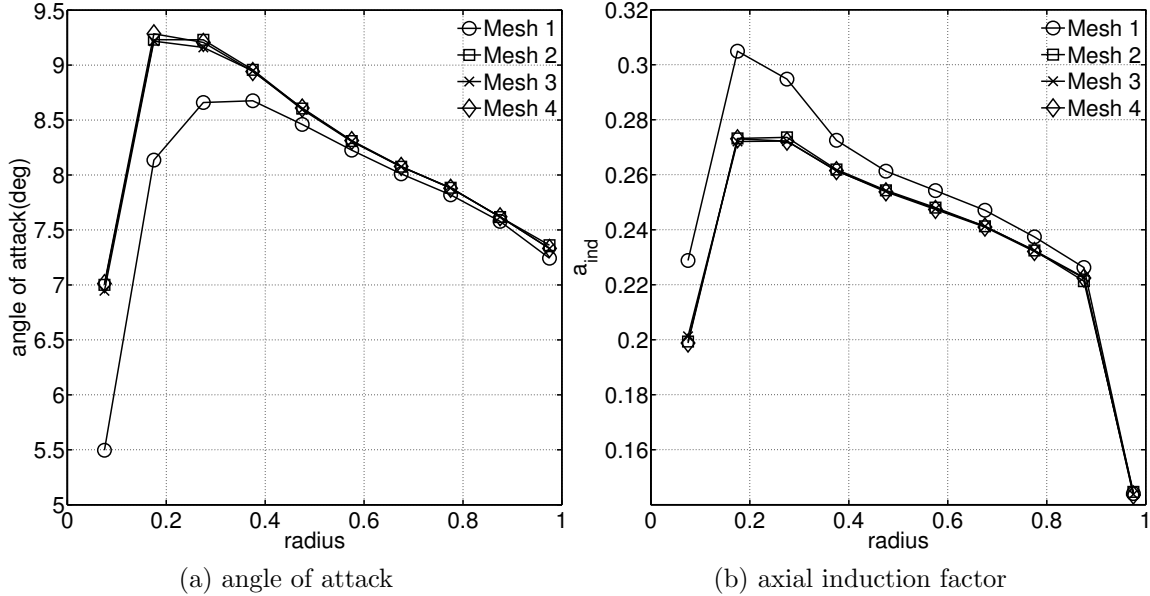 9.5
9
8.5
8
7.5
7
6.5
6
5.5
5
angle of attack(deg)
0 0.2 0.4 0.6 0.8 1
radius
Mesh 1
Mesh 2
Mesh 3
Mesh 4
(a) angle of attack
0.32
0.3
0.28
0.26
0.24
0.22
0.2
0.18
0.16
a_ind
0 0.2 0.4 0.6 0.8 1
radius
Mesh 1
Mesh 2
Mesh 3
Mesh 4
(b) axial induction factor